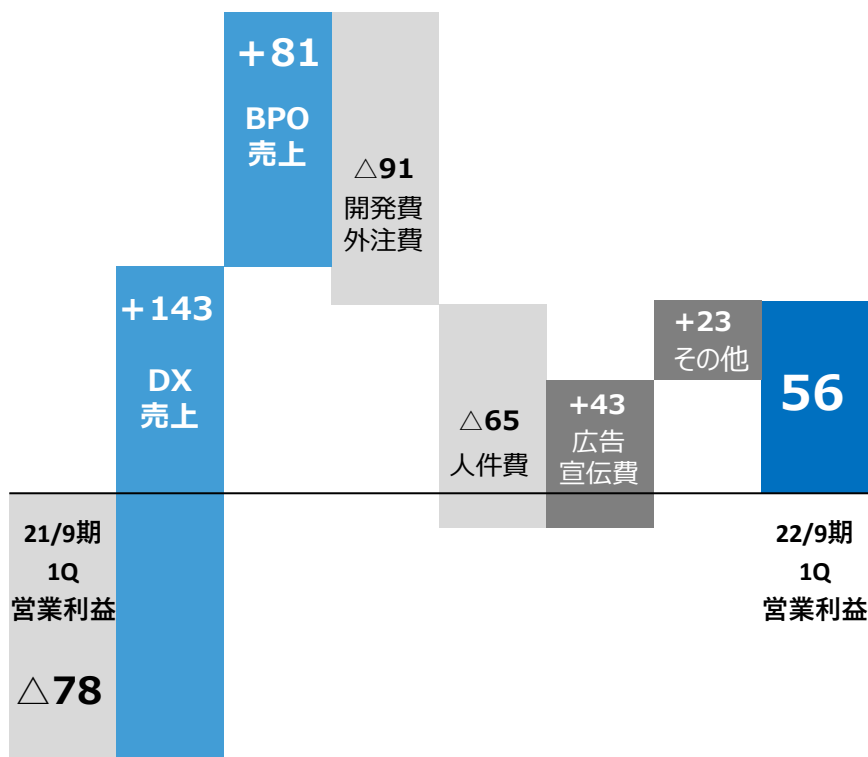 +81
BPO
売上
△91
開発費
外注費
+143
DX
売上
△65
人件費
+43
広告
宣伝費
+23
その他
56
21/9期
1Q
営業利益
△78
22/9期
1Q
営業利益